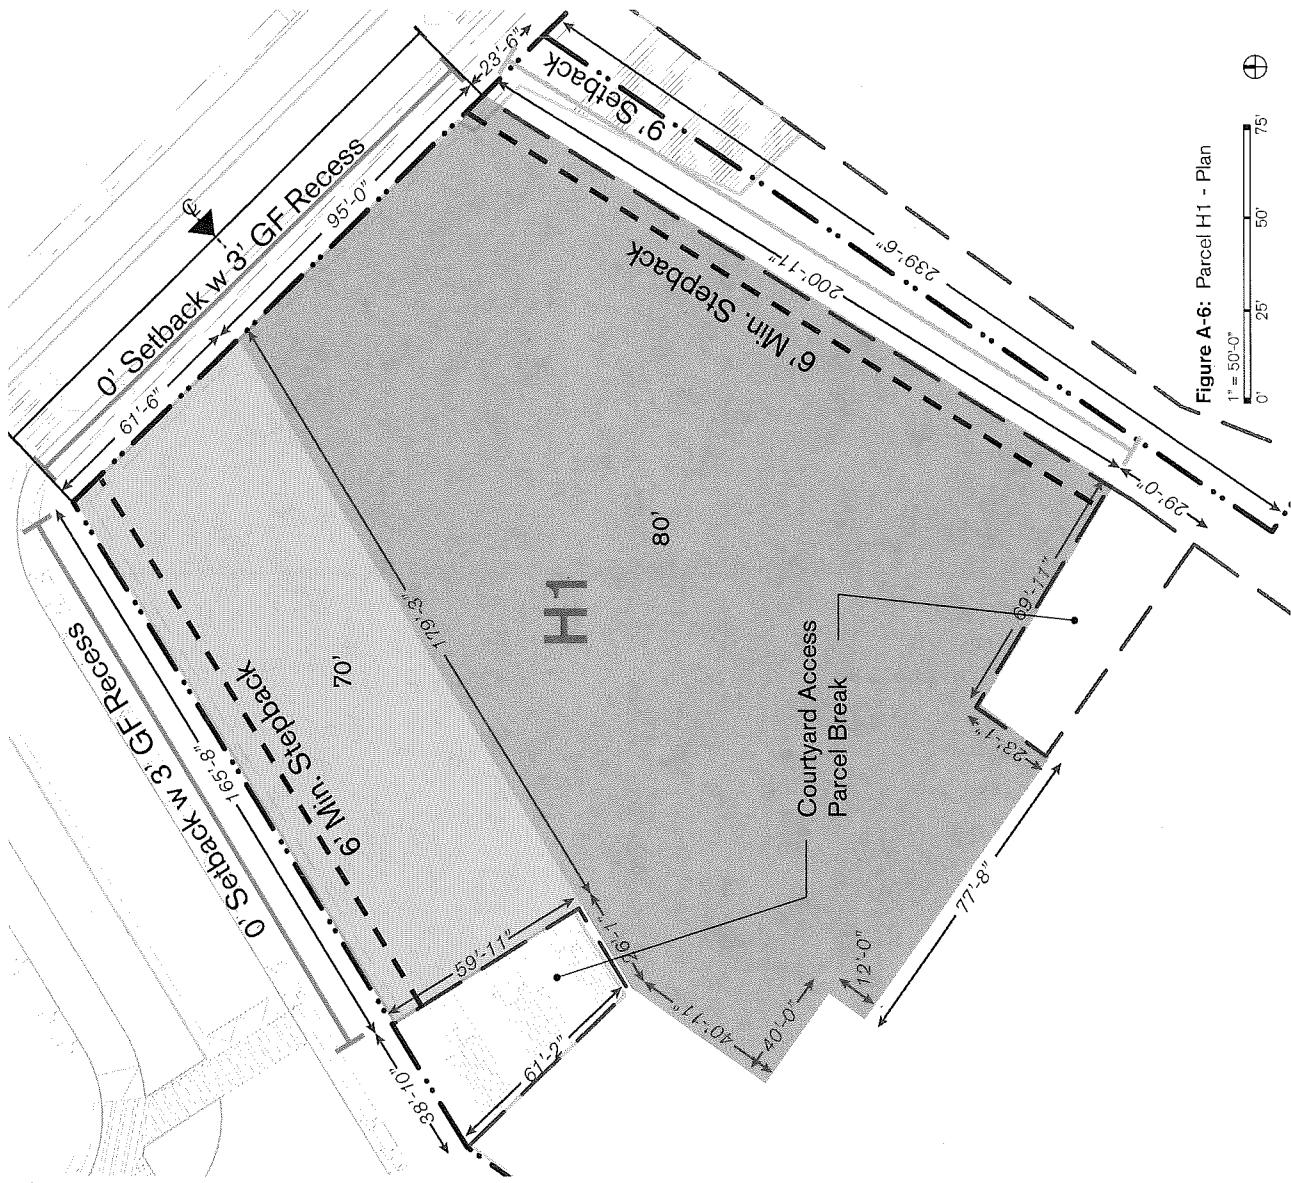 0' Setback w 3' GF Recess
23'-6"
9' Setback
℄
61'-6"
95'-0"
239'-6"
200'-11"
6' Min. Stepback
29'-0"
0' Setback w 3' GF Recess
165'-8"
6' Min. Stepback
70'
179'-3"
H1
80'
69'-11"
23'-1"
Courtyard Access
Parcel Break
59'-11"
26'-1"
61'-2"
38'-10"
40'-11"
40'-0"
12'-0"
77'-8"
Figure A-6: Parcel H1 - Plan
1" = 50'-0"
0' 25' 50' 75'